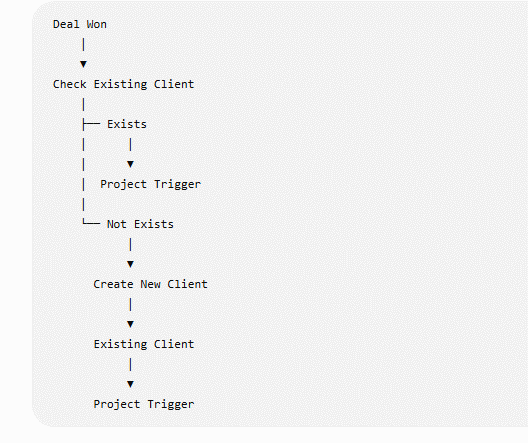 Deal Won
│
▼
Check Existing Client
│
├── Exists
│ │
│ ▼
│ Project Trigger
│
└── Not Exists
│
▼
Create New Client
│
▼
Existing Client
│
▼
Project Trigger